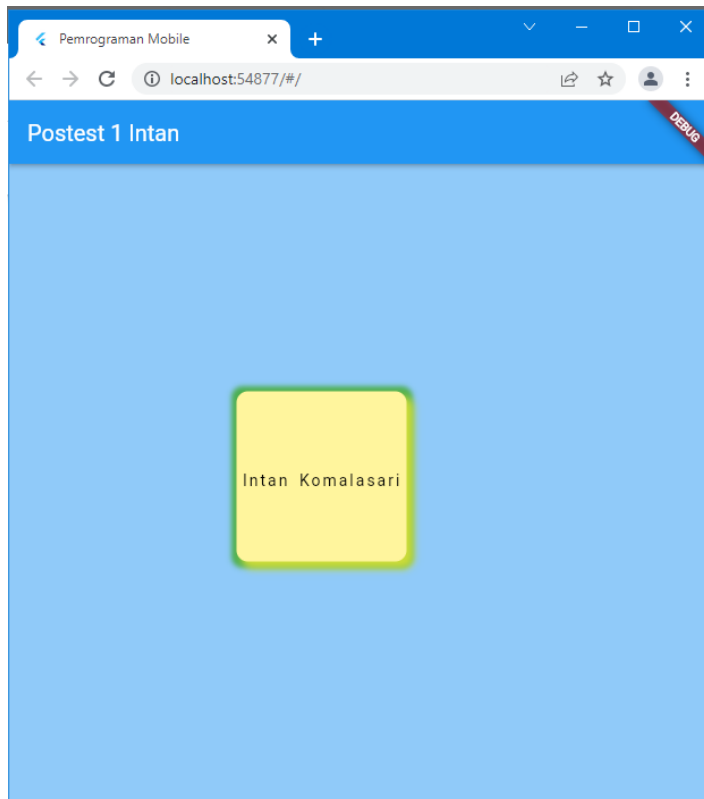 Pemrograman Mobile
localhost:54877/#/
Postest 1 Intan
DEBUG
Intan Komalasari